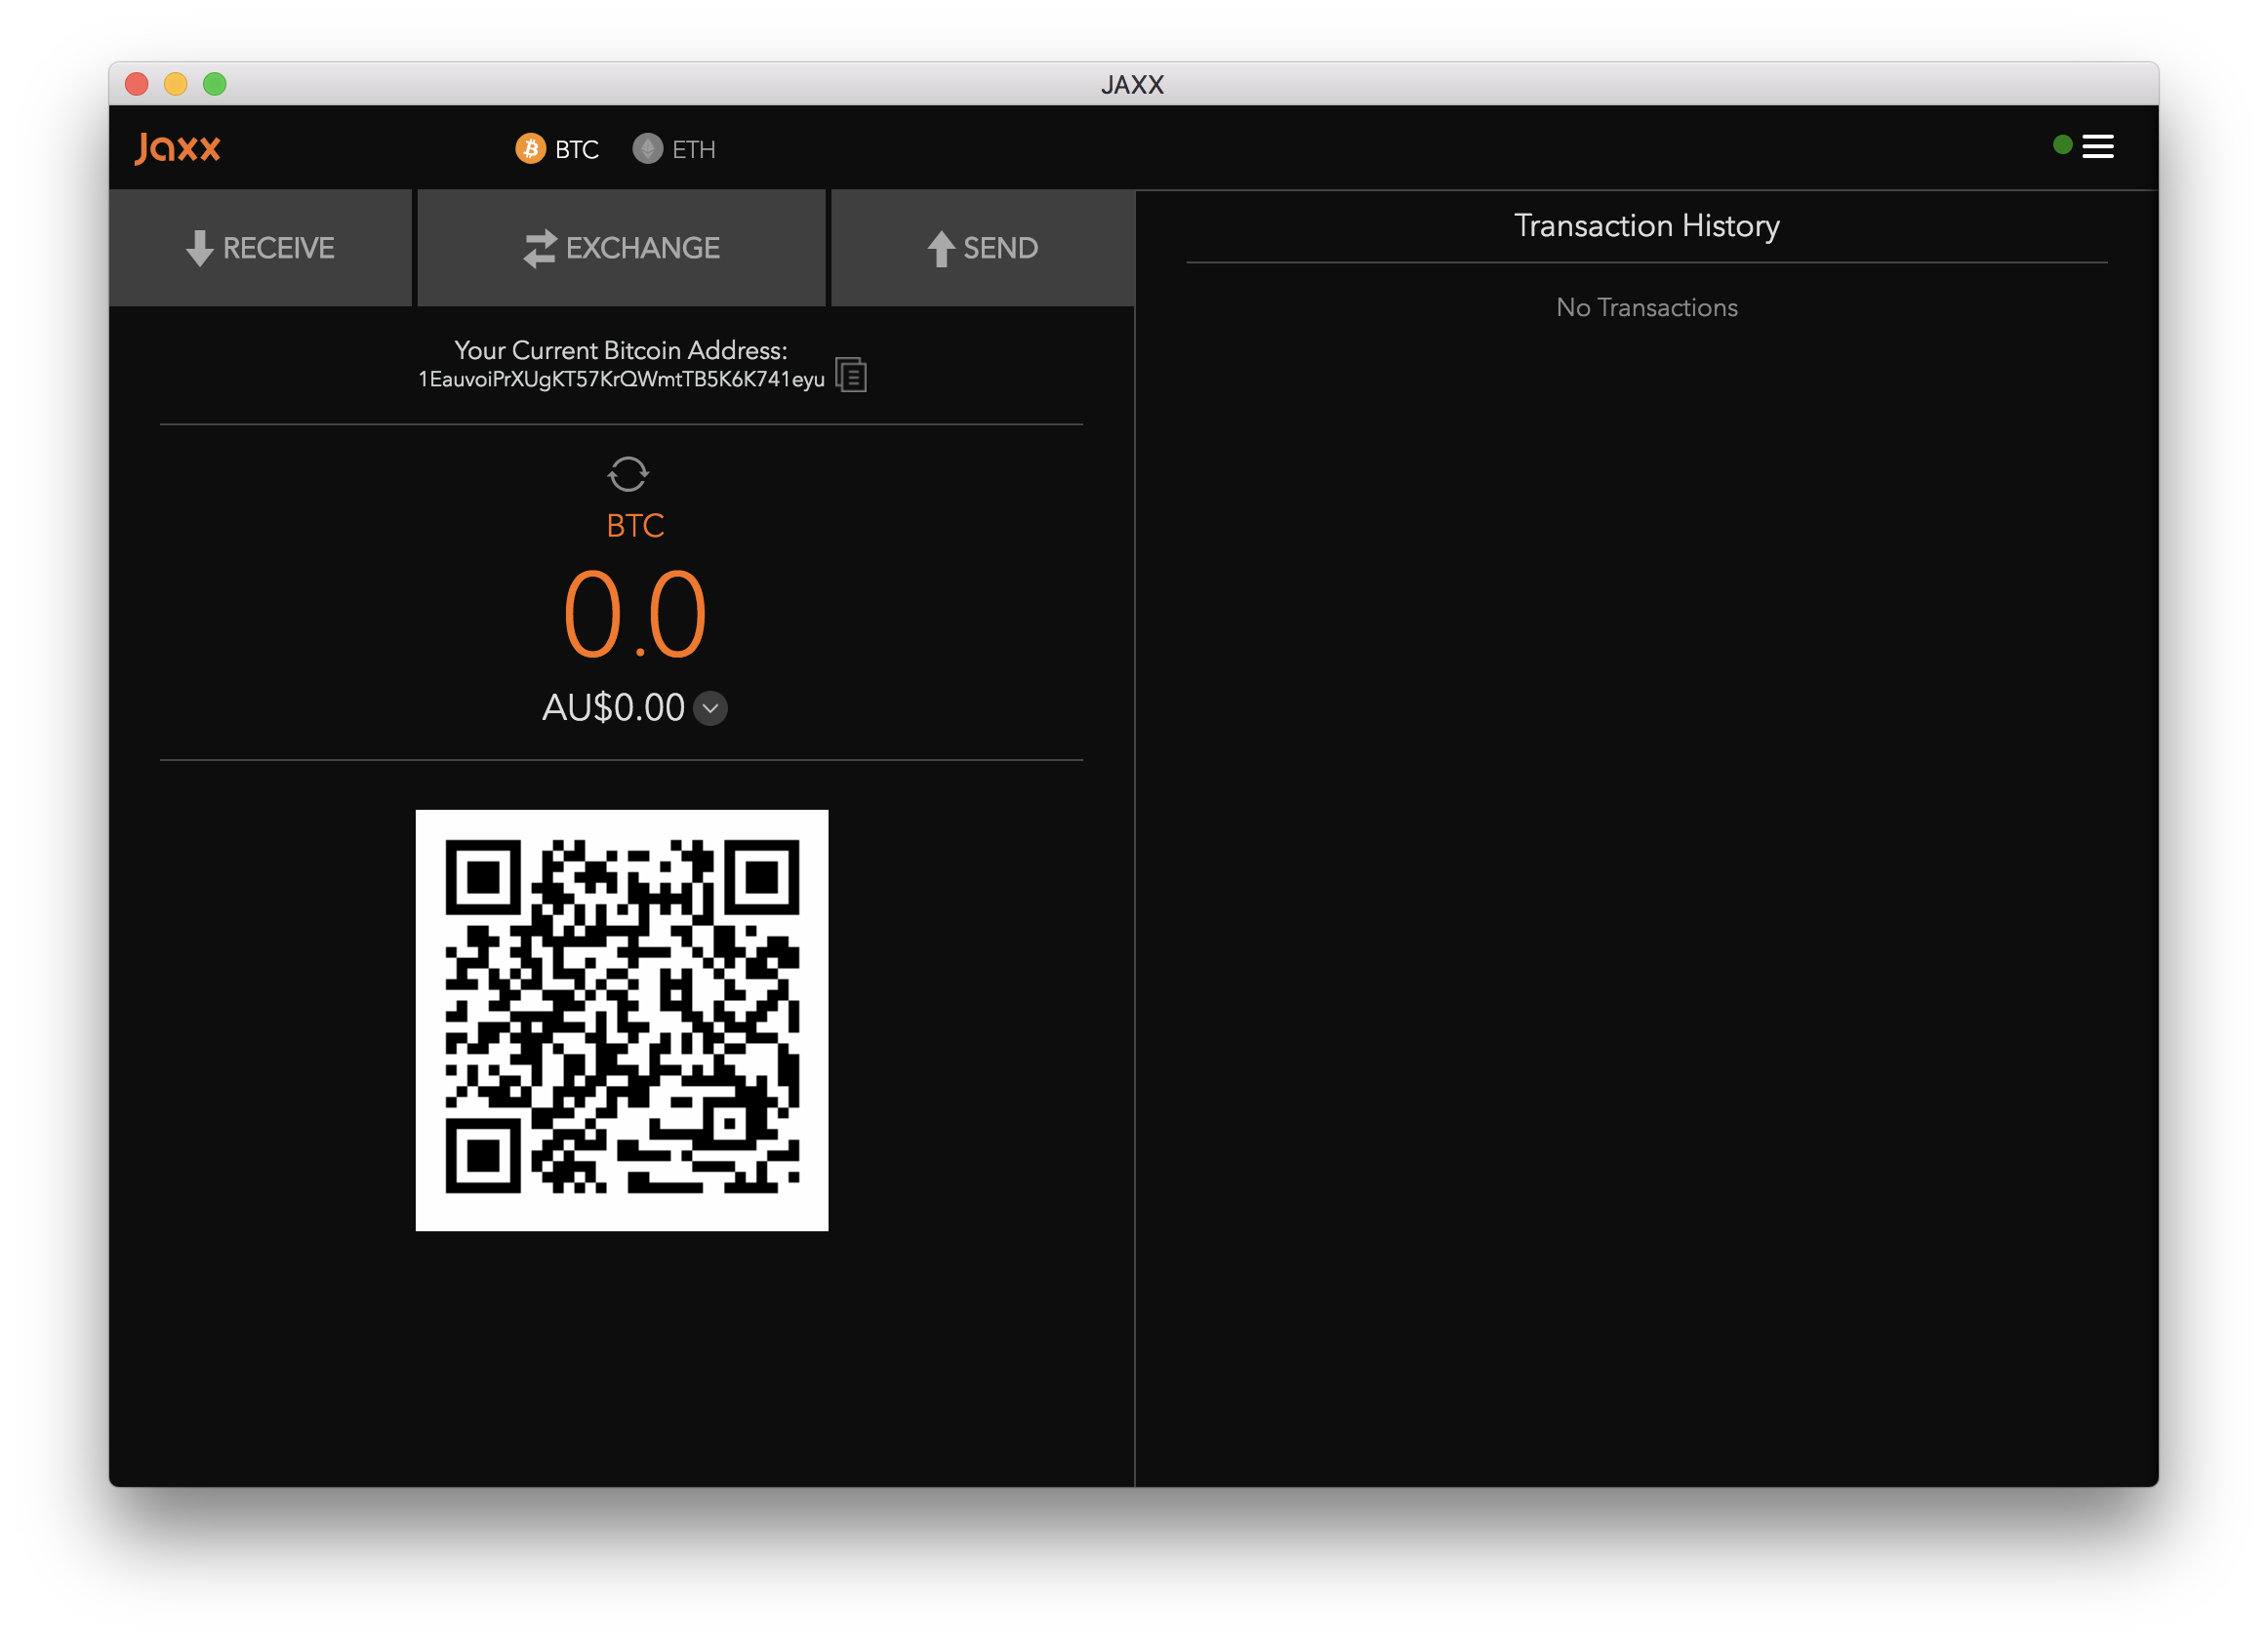 JAXX
Jaxx
BTC
ETH
RECEIVE
EXCHANGE
SEND
Your Current Bitcoin Address:
1EauvoiPrXUgKT57KrQWmtTB5K6K741eyu
BTC
0.0
AU$0.00
Transaction History
No Transactions